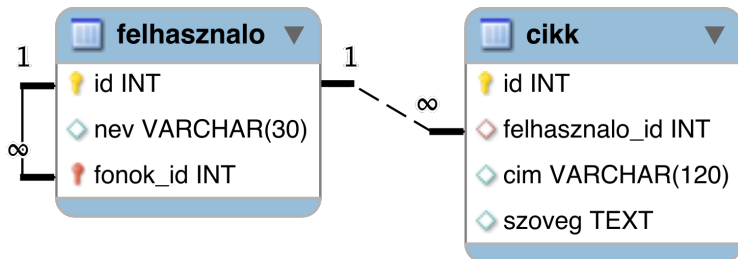 felhasznalo
1
id INT
nev VARCHAR(30)
∞
fonok_id INT
1
∞
cikk
id INT
felhasznalo_id INT
cim VARCHAR(120)
szoveg TEXT